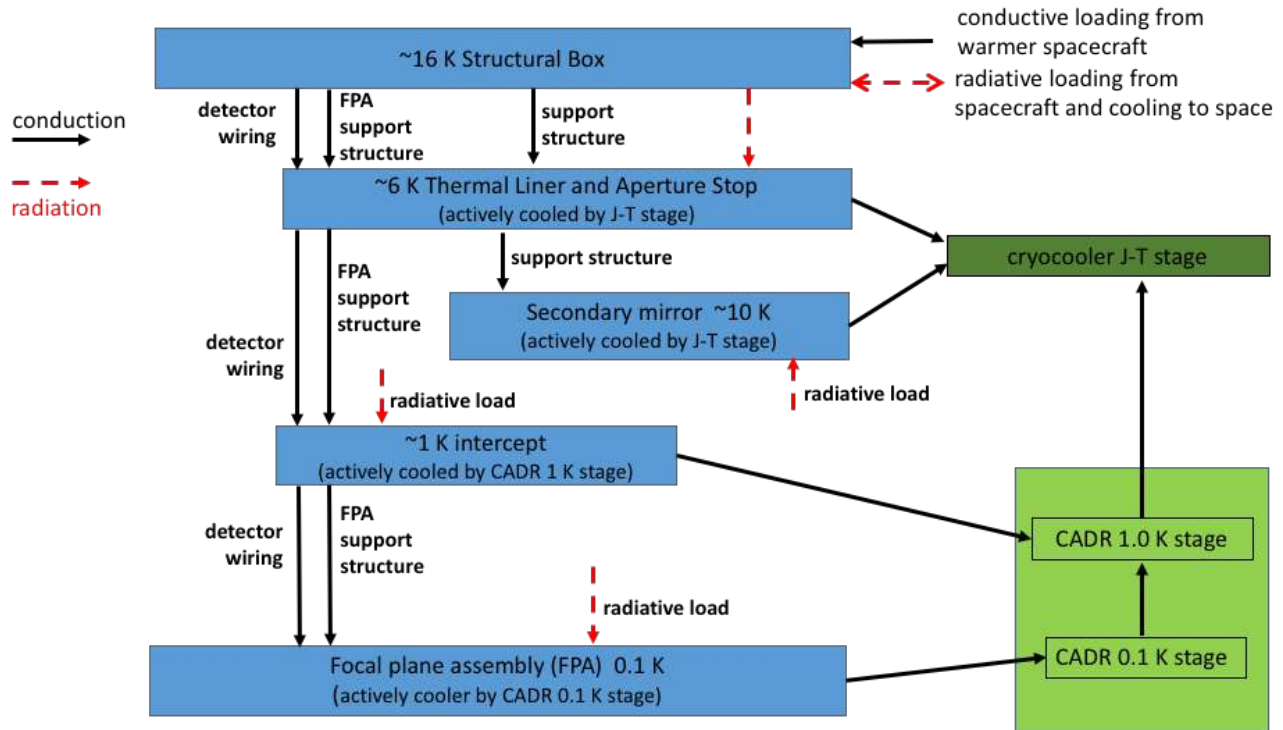 conductive loading from
warmer spacecraft
~16 K Structural Box
radiative loading from
spacecraft and cooling to space
conduction
radiation
detector
wiring
FPA
support
structure
support
structure
~6 K Thermal Liner and Aperture Stop
(actively cooled by J-T stage)
cryocooler J-T stage
support structure
FPA
support
structure
Secondary mirror ~10 K
(actively cooled by J-T stage)
detector
wiring
radiative load
radiative load
~1 K intercept
(actively cooled by CADR 1 K stage)
detector
wiring
FPA
support
structure
CADR 1.0 K stage
radiative load
CADR 0.1 K stage
Focal plane assembly (FPA) 0.1 K
(actively cooler by CADR 0.1 K stage)